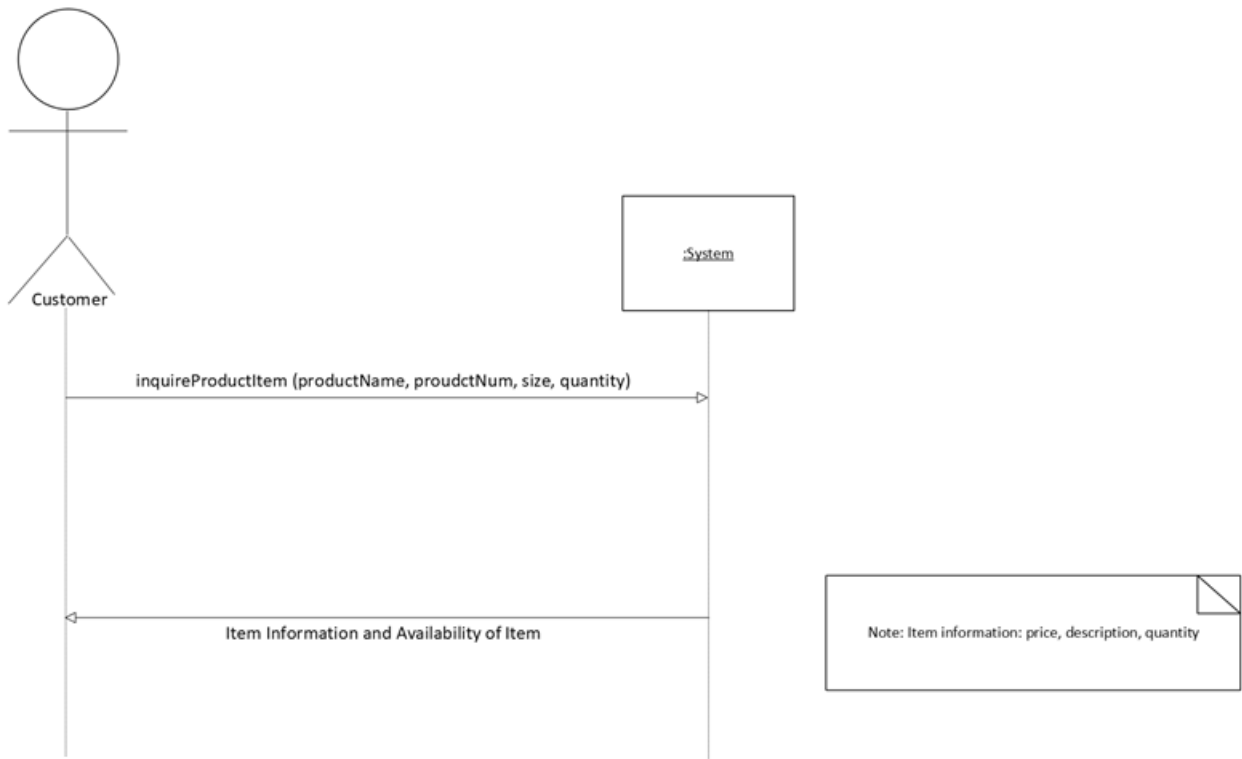 :System
Customer
inquireProductItem (productName, proudctNum, size, quantity)
Item Information and Availability of Item
Note: Item information: price, description, quantity